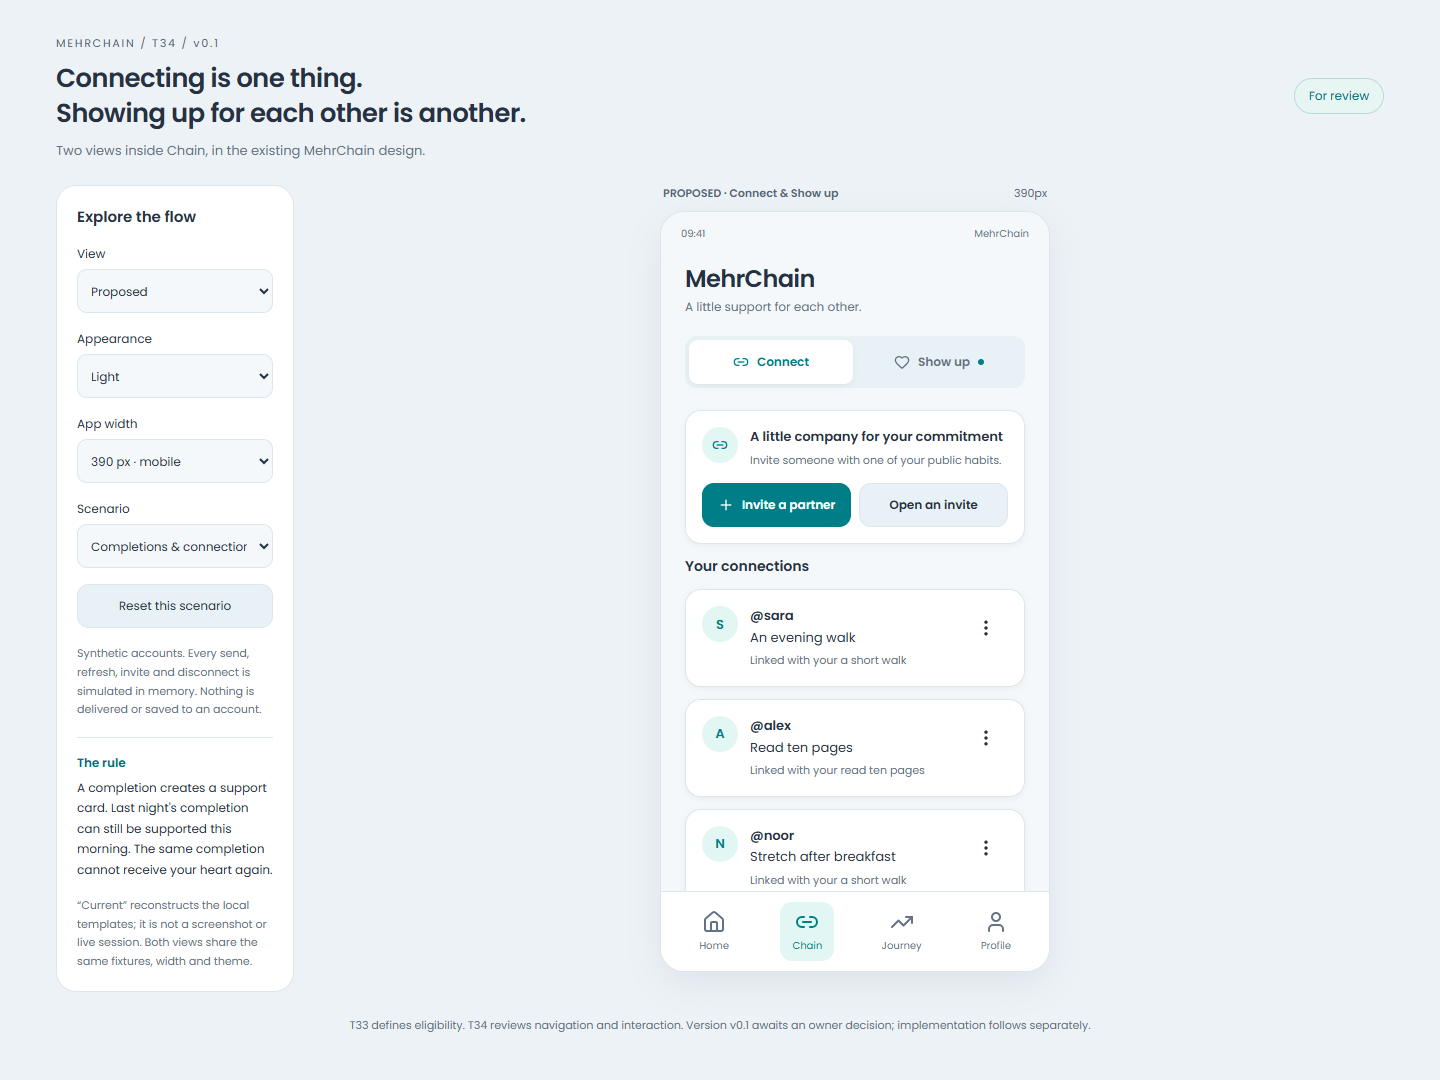 MEHRCHAIN / T34 / v0.1
Connecting is one thing.
Showing up for each other is another.
Two views inside Chain, in the existing MehrChain design.
For review
Explore the flow
View
Proposed
Appearance
Light
App width
390 px · mobile
Scenario
Completions & connection
Reset this scenario
Synthetic accounts. Every send,
refresh, invite and disconnect is
simulated in memory. Nothing is
delivered or saved to an account.
The rule
A completion creates a support
card. Last night's completion
can still be supported this
morning. The same completion
cannot receive your heart again.
“Current” reconstructs the local
templates; it is not a screenshot or
live session. Both views share the
same fixtures, width and theme.
PROPOSED · Connect & Show up
390px
09:41
MehrChain
MehrChain
A little support for each other.
Connect
Show up
A little company for your commitment
Invite someone with one of your public habits.
Invite a partner
Open an invite
Your connections
S
@sara
An evening walk
Linked with your a short walk
A
@alex
Read ten pages
Linked with your read ten pages
N
@noor
Stretch after breakfast
Linked with your a short walk
Home
Chain
Journey
Profile
T33 defines eligibility. T34 reviews navigation and interaction. Version v0.1 awaits an owner decision; implementation follows separately.